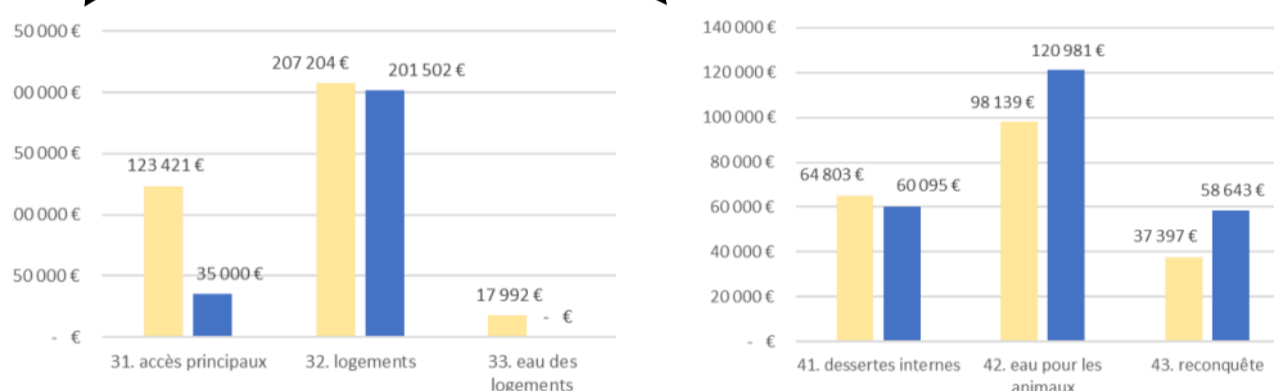 50 000 €
207 204 €
201 502 €
00 000 €
50 000 €
123 421 €
00 000 €
50 000 €
35 000 €
17 992 €
- €
- €
31. accès principaux
32. logements
33. eau des
logements
140 000 €
120 981 €
120 000 €
98 139 €
100 000 €
80 000 €
64 803 €
60 095 €
58 643 €
60 000 €
37 397 €
40 000 €
20 000 €
- €
41. dessertes internes
42. eau pour les
animaux
43. reconquête